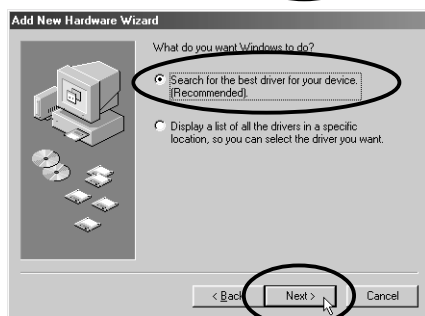 Add New Hardware Wizard
What do you want Windows to do?
Search for the best driver for your device.
(Recommended).
Display a list of all the drivers in a specific
location, so you can select the driver you want.
< Back
Next >
Cancel